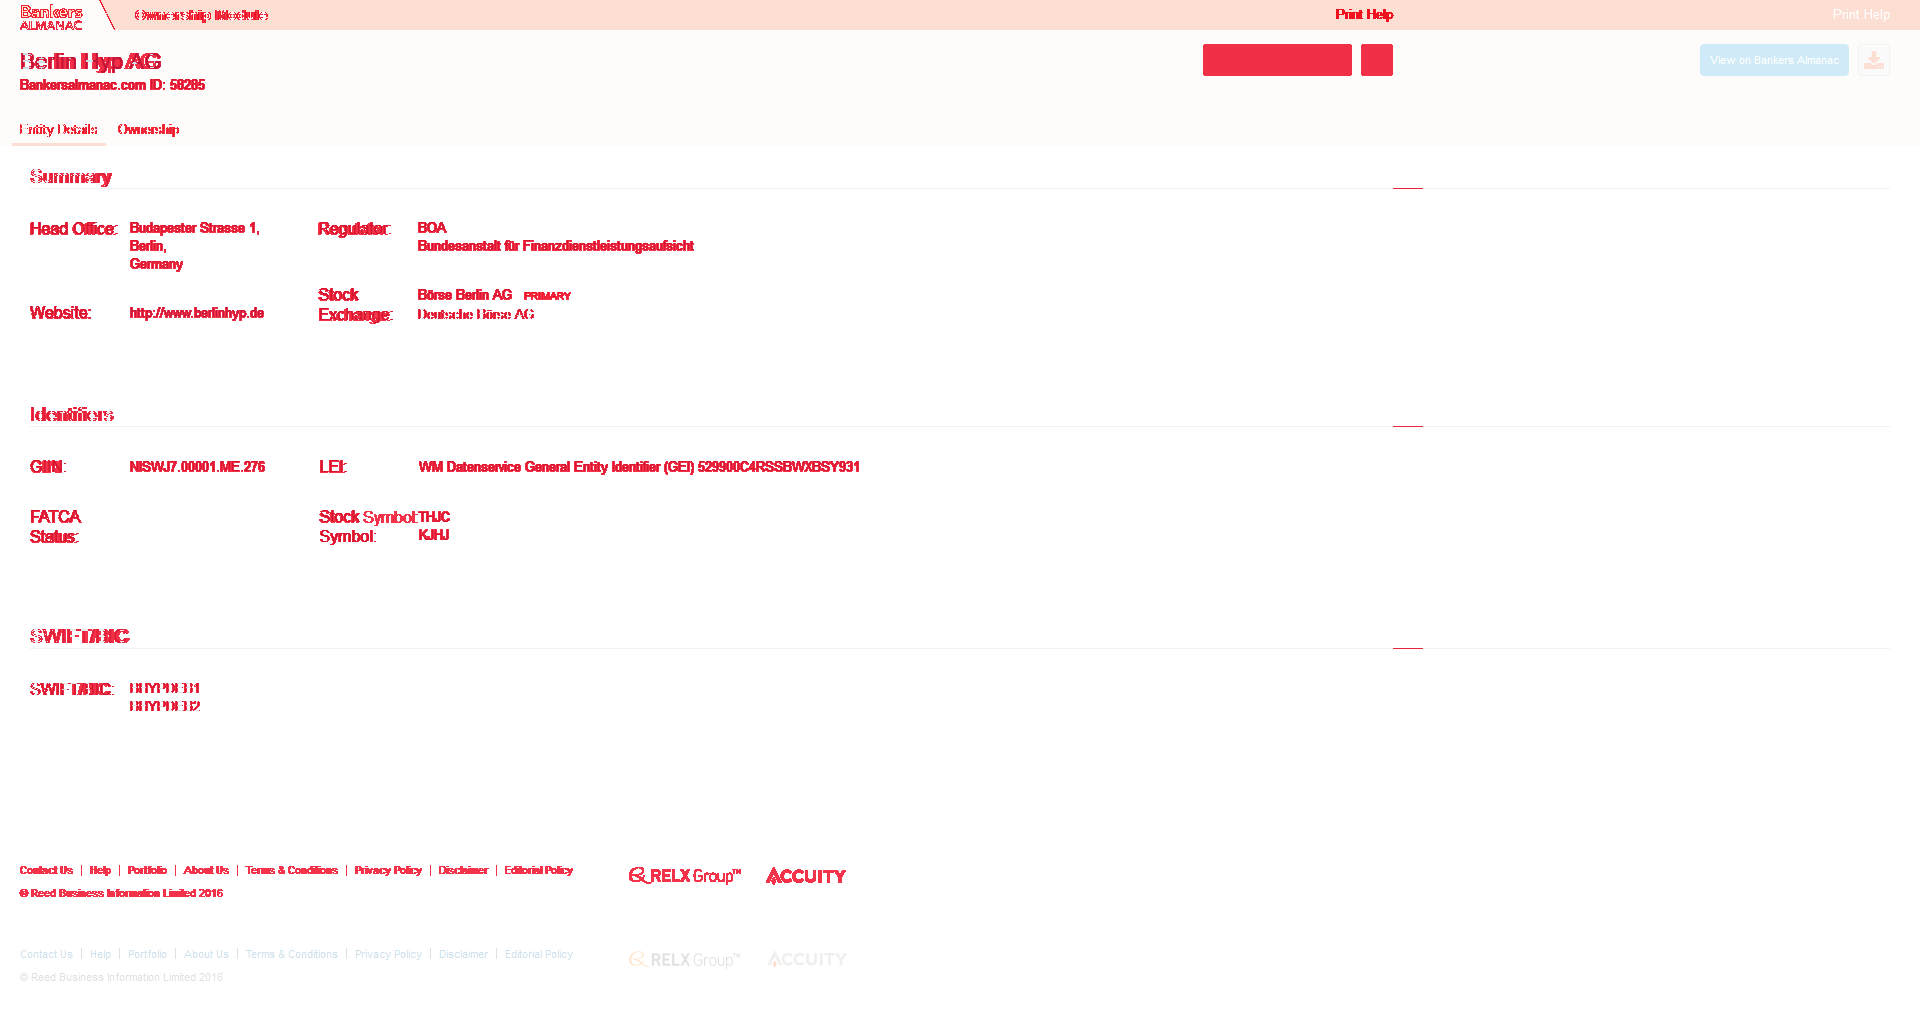 Bankers
ALMANAC
Ownership Module
Print Help
Print Help
Berlin Hyp AG
Bankersalmanac.com ID: 58285
View on Bankers Almanac
Entity Details Ownership
Summary
Head Office: Budapester Strasse 1,
Berlin,
Germany
Regulator: BOA
Bundesanstalt für Finanzdienstleistungsaufsicht
Website: http://www.berlinhyp.de
Stock
Exchange:
Börse Berlin AG PRIMARY
Deutsche Börse AG
Identifiers
GIIN: NISWJ7.00001.ME.276
LEI: WM Datenservice General Entity Identifier (GEI) 529900C4RSSBWXBSY931
FATCA
Status:
Stock Symbol: THJC
Symbol: KJHJ
SWIFT/BIC
SWIFT/BIC: BHYPDEB1
BHYPDEB2
Contact Us | Help | Portfolio | About Us | Terms & Conditions | Privacy Policy | Disclaimer | Editorial Policy
© Reed Business Information Limited 2016
RELX Group™ ACCUITY
Contact Us | Help | Portfolio | About Us | Terms & Conditions | Privacy Policy | Disclaimer | Editorial Policy
© Reed Business Information Limited 2016
RELX Group™ ACCUITY